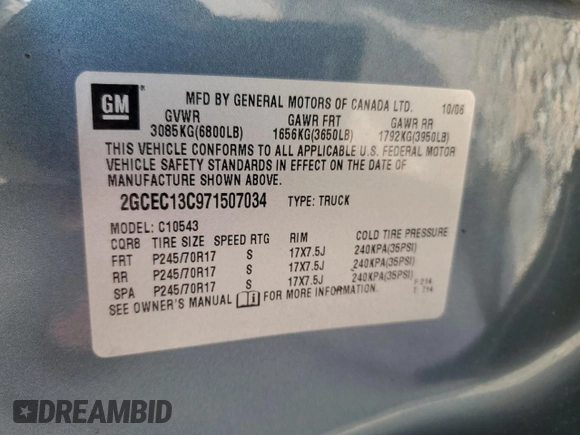 GM
MFD BY GENERAL MOTORS OF CANADA LTD. 10/06
GVWR GAWR FRT GAWR RR
3085KG(6800LB) 1656KG(3650LB) 1792KG(3950LB)
THIS VEHICLE CONFORMS TO ALL APPLICABLE U.S. FEDERAL MOTOR
VEHICLE SAFETY STANDARDS IN EFFECT ON THE DATE OF
MANUFACTURE SHOWN ABOVE.
2GCEC13C971507034 TYPE: TRUCK
MODEL: C10543
CQR8 TIRE SIZE SPEED RTG RIM COLD TIRE PRESSURE
FRT P245/70R17 S 17X7.5J 240KPA(35PSI)
RR P245/70R17 S 17X7.5J 240KPA(35PSI)
SPA P245/70R17 S 17X7.5J 240KPA(35PSI)
SEE OWNER'S MANUAL FOR MORE INFORMATION.
DREAMBID